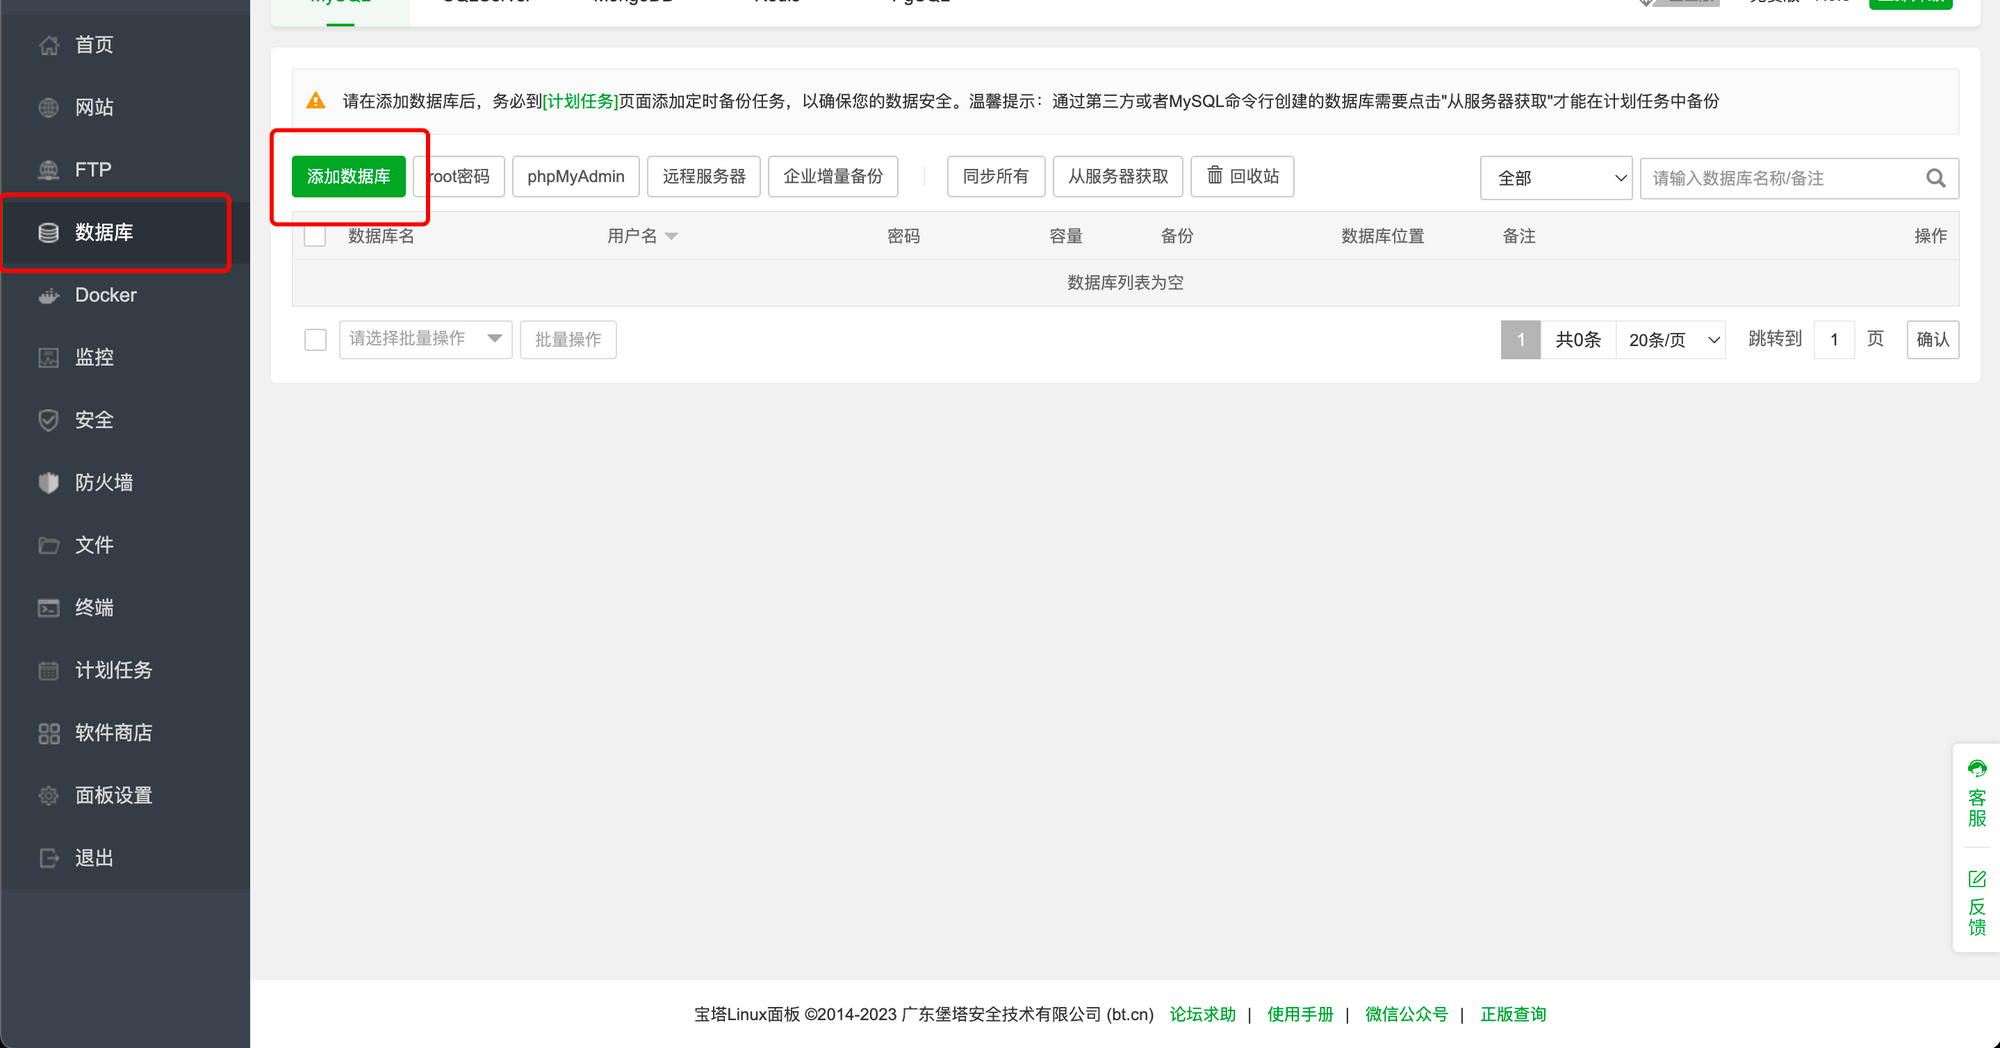 首页
网站
FTP
数据库
Docker
监控
安全
防火墙
文件
终端
计划任务
软件商店
面板设置
退出
请在添加数据库后，务必到[计划任务]页面添加定时备份任务，以确保您的数据安全。温馨提示：通过第三方或者MySQL命令行创建的数据库需要点击"从服务器获取"才能在计划任务中备份
添加数据库 root密码 phpMyAdmin 远程服务器 企业增量备份 同步所有 从服务器获取 回收站 全部 请输入数据库名称/备注
数据库名 用户名 密码 容量 备份 数据库位置 备注 操作
数据库列表为空
请选择批量操作 批量操作 1 共0条 20条/页 跳转到 1 页 确认
客服
反馈
宝塔Linux面板 ©2014-2023 广东堡塔安全技术有限公司 (bt.cn) 论坛求助 | 使用手册 | 微信公众号 | 正版查询